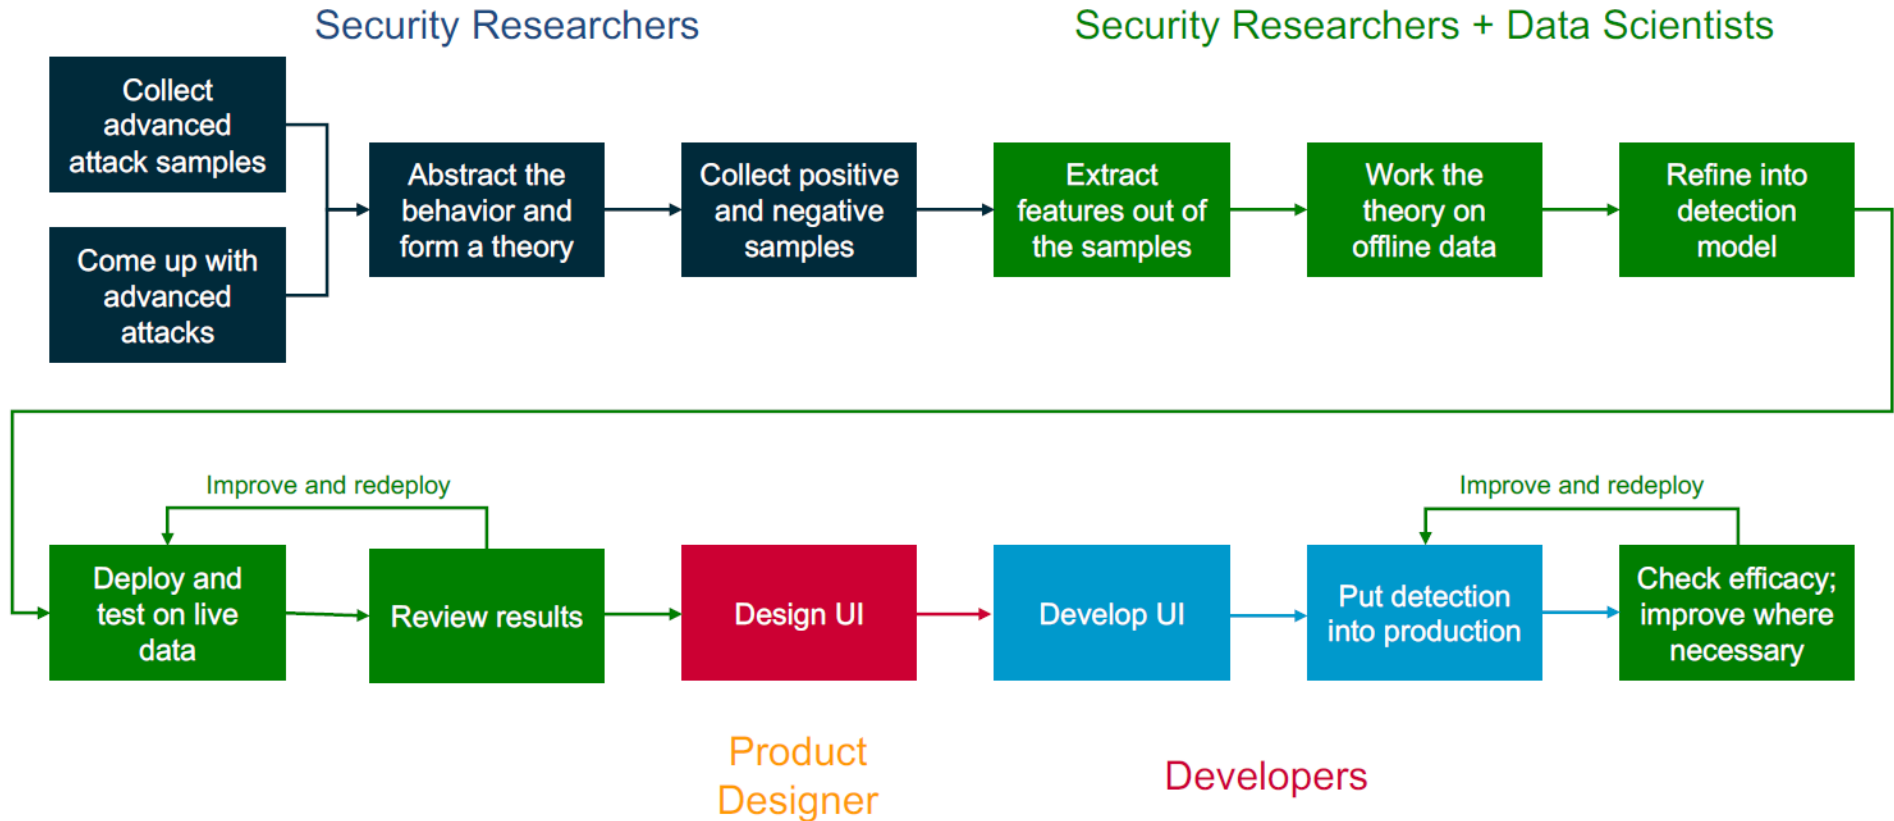 Security Researchers
Security Researchers + Data Scientists
Collect
advanced
attack samples
Come up with
advanced
attacks
Abstract the
behavior and
form a theory
Collect positive
and negative
samples
Extract
features out of
the samples
Work the
theory on
offline data
Refine into
detection
model
Improve and redeploy
Improve and redeploy
Deploy and
test on live
data
Review results
Design UI
Develop UI
Put detection
into production
Check efficacy;
improve where
necessary
Product
Designer
Developers